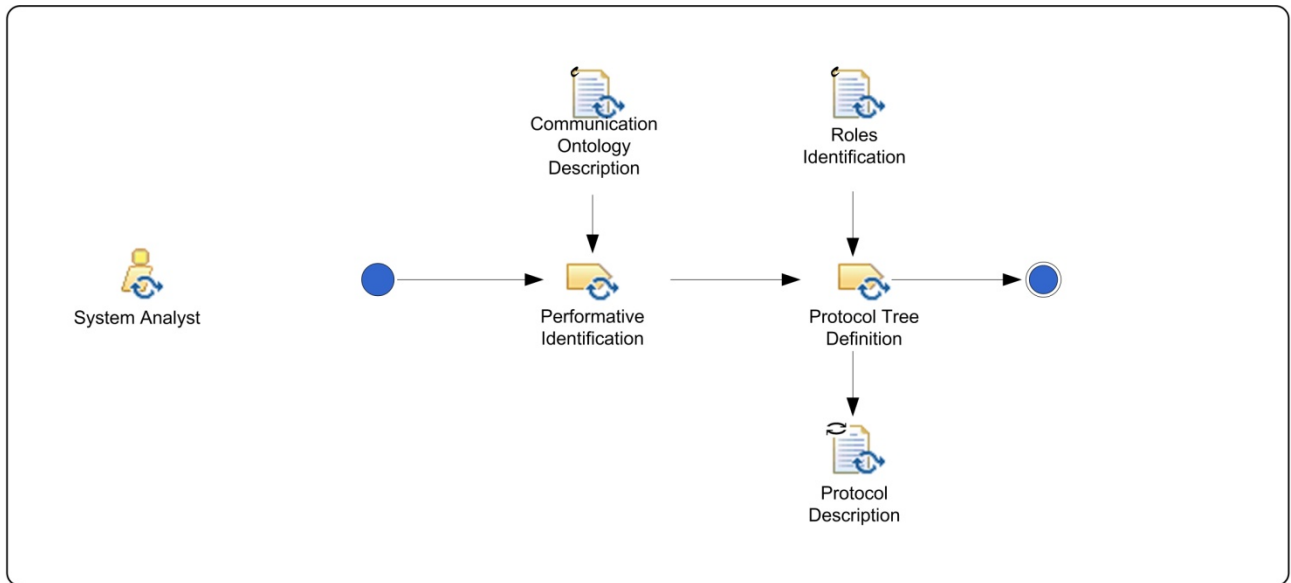 Communication
Ontology
Description
Roles
Identification
System Analyst
Performative
Identification
Protocol Tree
Definition
Protocol
Description